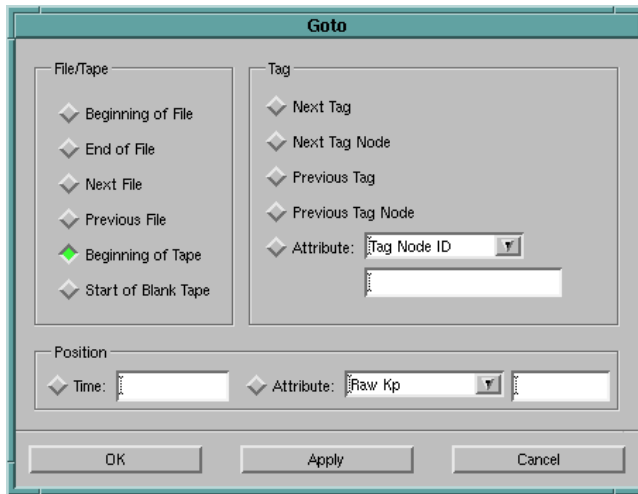 Goto
File/Tape
Beginning of File
End of File
Next File
Previous File
Beginning of Tape
Start of Blank Tape
Tag
Next Tag
Next Tag Node
Previous Tag
Previous Tag Node
Attribute: Tag Node ID
Position
Time: Attribute: Raw Kp
OK Apply Cancel